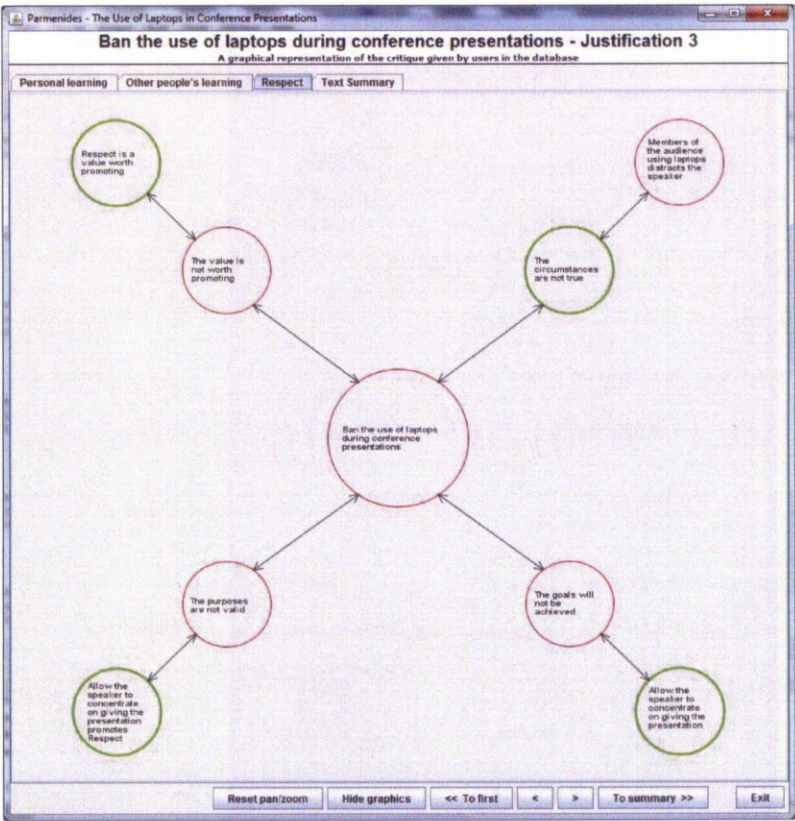 Parmenides - The Use of Laptops in Conference Presentations
Ban the use of laptops during conference presentations - Justification 3
A graphical representation of the critique given by users in the database
Personal learning
Other people's learning
Respect
Text Summary
Respect is a
value worth
promoting
Members of
the audience
using laptops
distracts the
speaker
The value is
not worth
promoting
The
circumstances
are not true
Ban the use of laptops
during conference
presentations
The purposes
are not valid
The goals will
not be
achieved
Allow the
speaker to
concentrate
on giving the
presentation
promotes
Respect
Allow the
speaker to
concentrate
on giving the
presentation
Reset pan/zoom
Hide graphics
<< To first
<
>
To summary >>
Exit